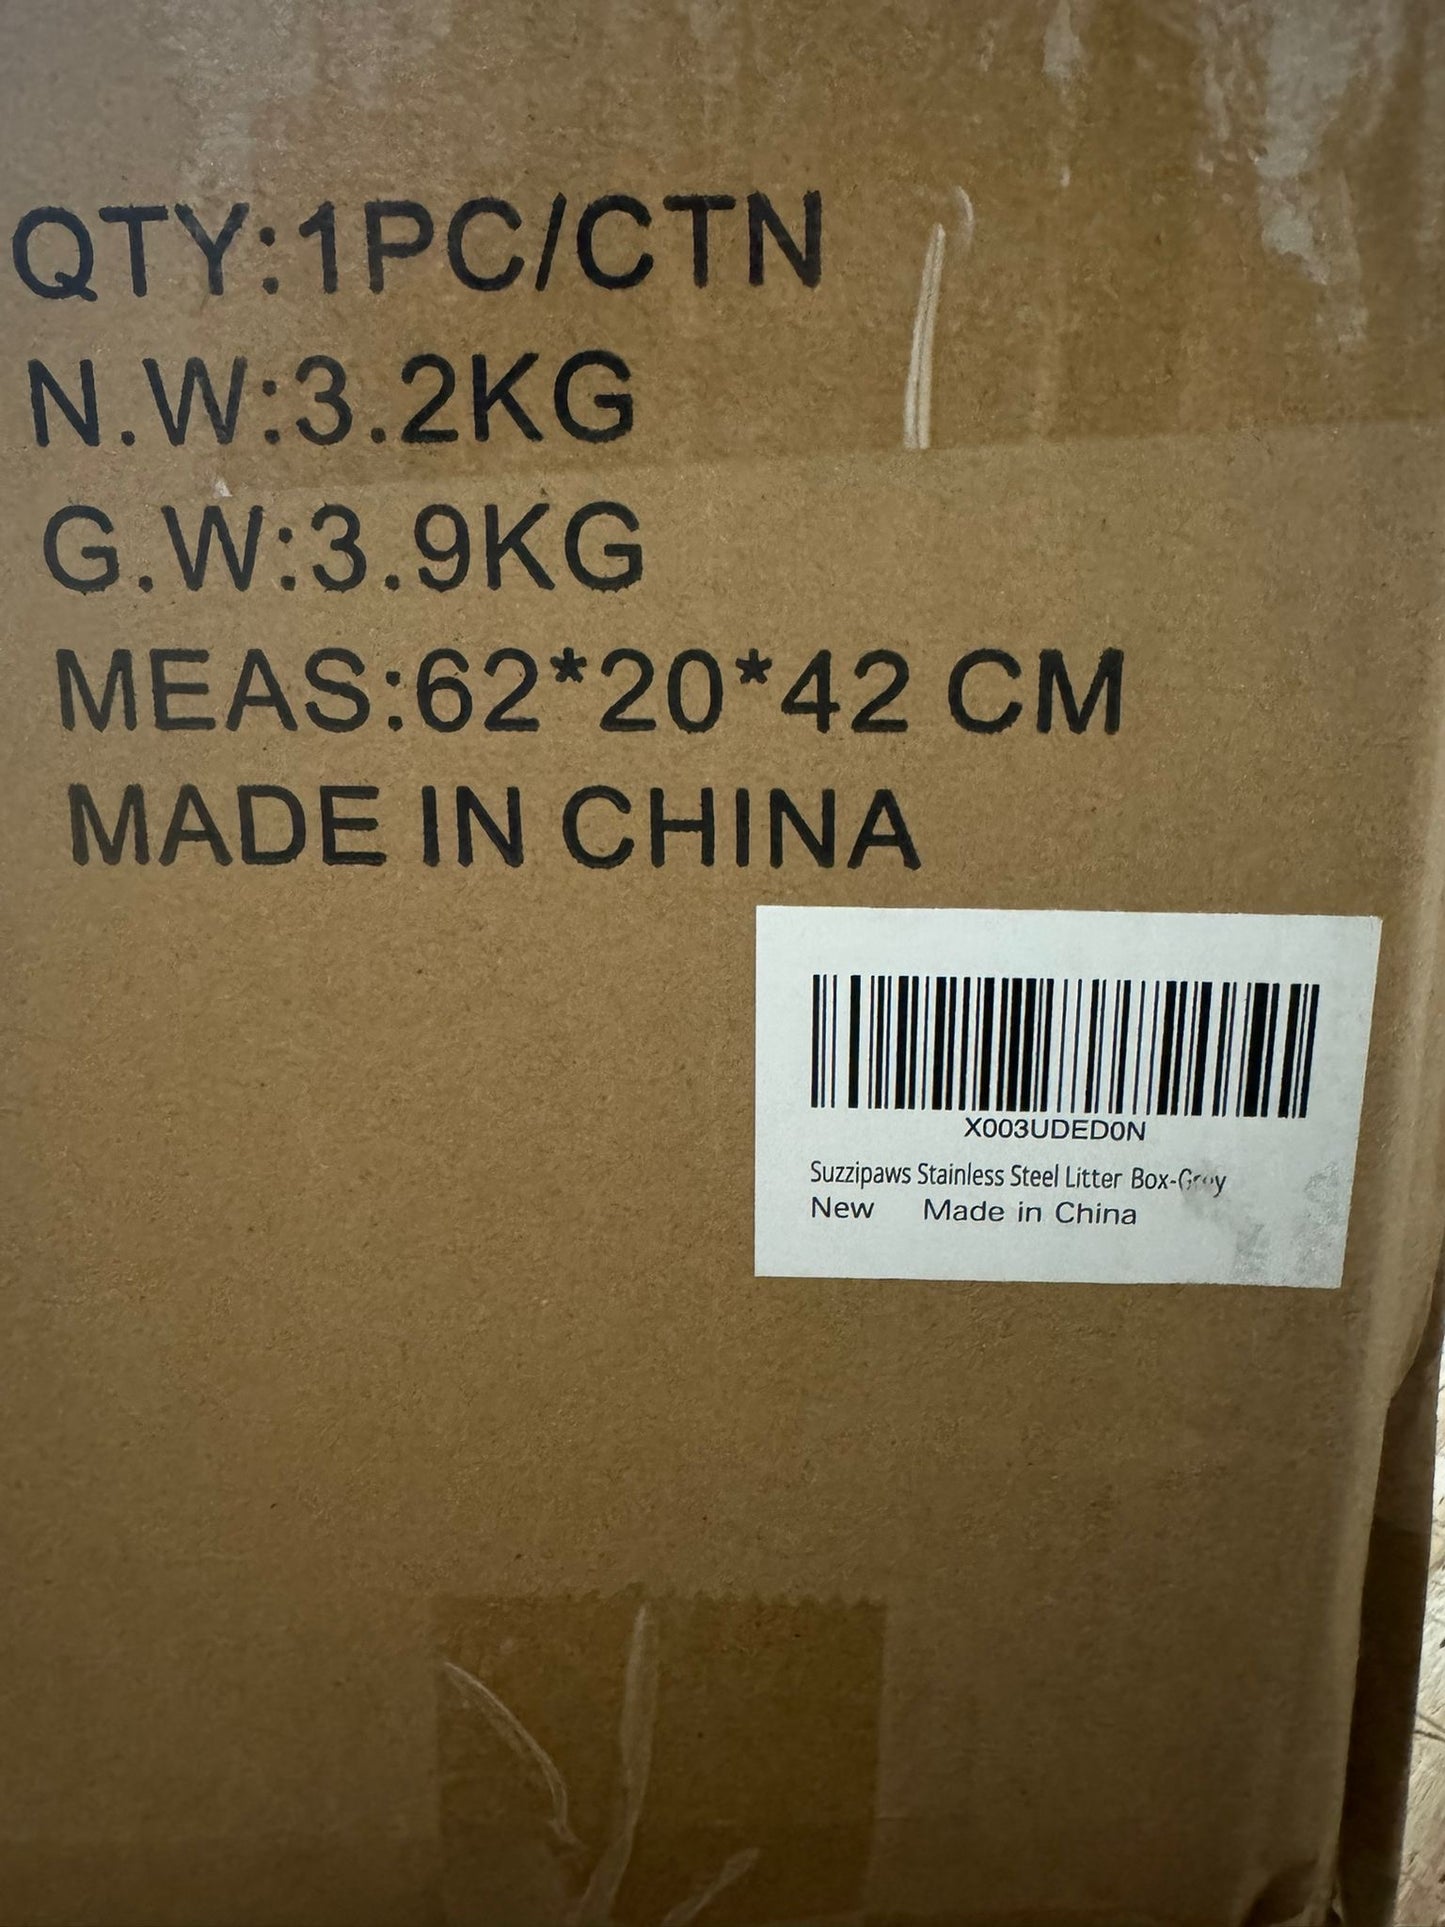 QTY:1PC/CTN
N.W:3.2KG
G.W:3.9KG
MEAS:62*20*42 CM
MADE IN CHINA
X003UDED0N
Suzzipaws Stainless Steel Litter Box-Grey
New Made in China